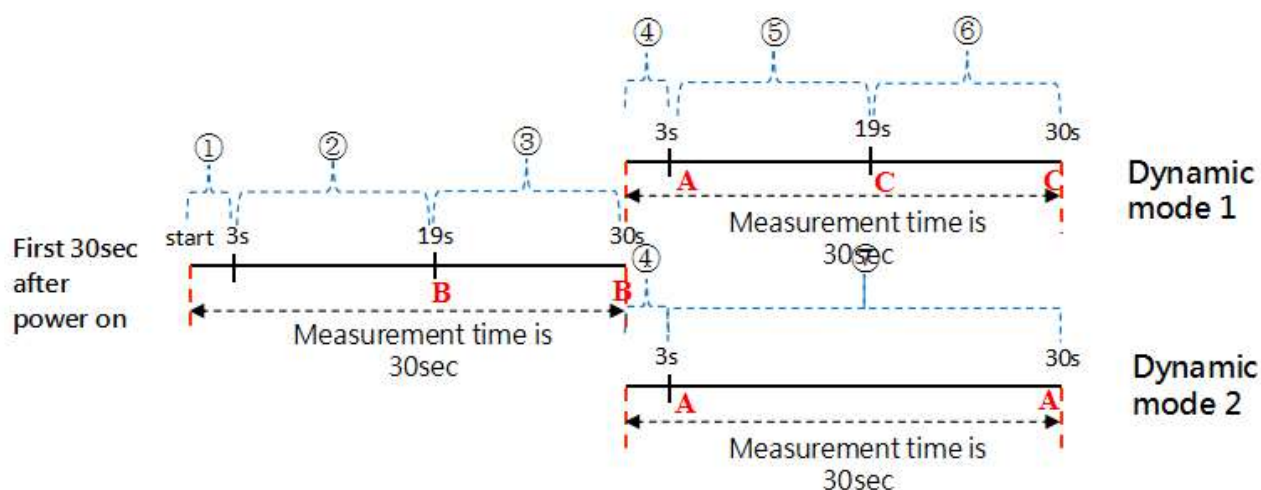 ④ ⑤ ⑥
3s 19s 30s
A C C
Measurement time is
30sec
Dynamic
mode 1
① ② ③
start 3s 19s 30s
First 30sec
after
power on
B B
Measurement time is
30sec
④ ⑦
3s 30s
A A
Measurement time is
30sec
Dynamic
mode 2